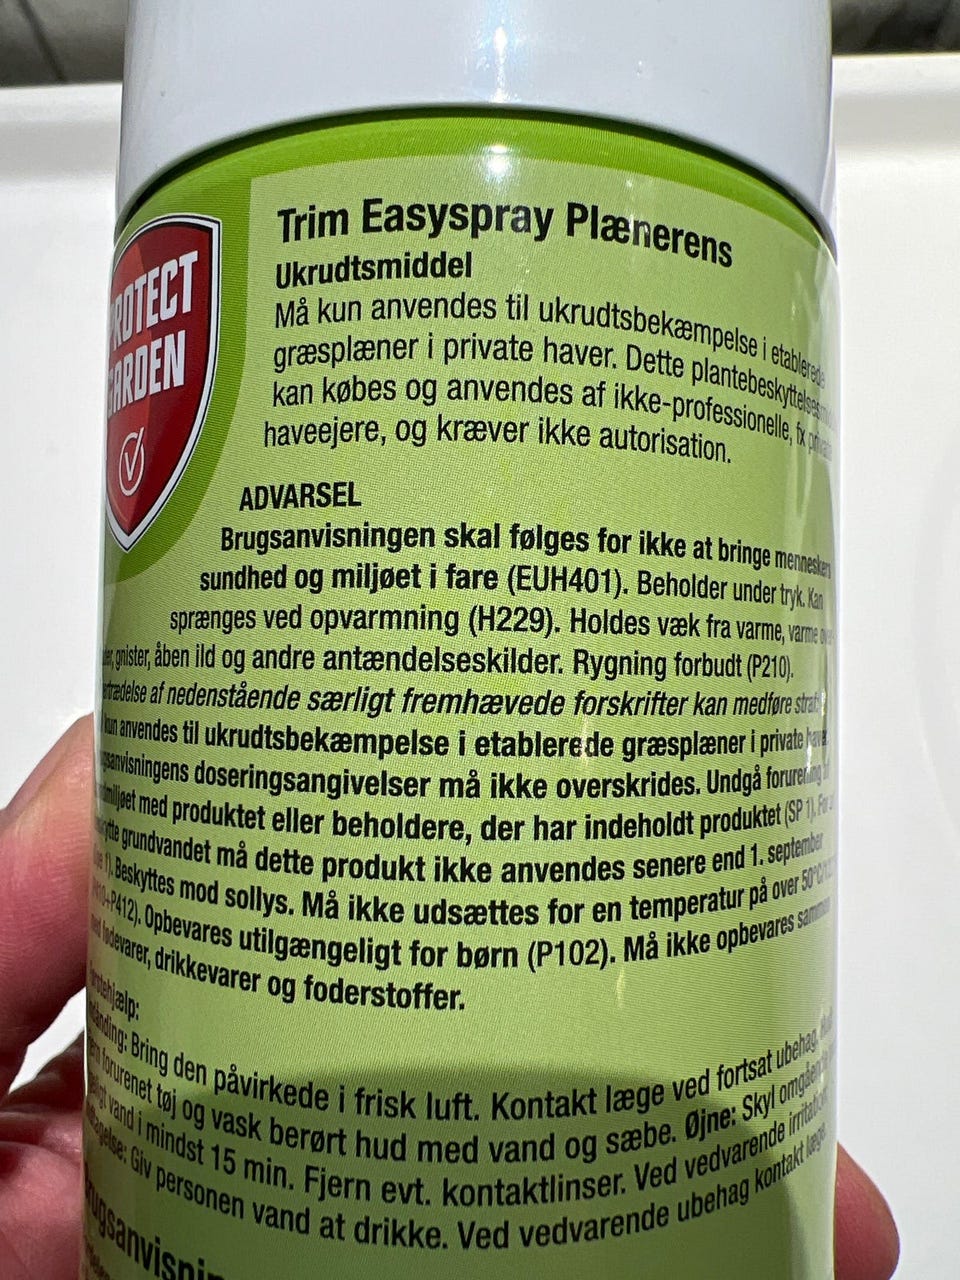 PROTECT
GARDEN
Trim Easyspray Plænerens
Ukrudtsmiddel
Må kun anvendes til ukrudtsbekæmpelse i etablerede
græsplæner i private haver. Dette
kan købes og anvendes af ikke-professionelle, fx
haveejere, og kræver ikke autorisation.
ADVARSEL
Brugsanvisningen skal følges for ikke at bringe menneskers
sundhed og miljøet i fare (EUH401). Beholder under tryk. Kan
sprænges ved opvarmning (H229). Holdes væk fra varme, varme
gnister, åben ild og andre antændelseskilder. Rygning forbudt (P210).
af nedenstående særligt fremhævede forskrifter kan medføre straf
kun anvendes til ukrudtsbekæmpelse i etablerede græsplæner i private
doseringsangivelser må ikke overskrides. Undgå forurening af
med produktet eller beholdere, der har indeholdt produktet (SP 1).
grundvandet må dette produkt ikke anvendes senere end 1. september
Beskyttes mod sollys. Må ikke udsættes for en temperatur på over 50°C
P412). Opbevares utilgængeligt for børn (P102). Må ikke opbevares sammen
med fødevarer, drikkevarer og foderstoffer.
Førstehjælp:
Indånding: Bring den påvirkede i frisk luft. Kontakt læge ved fortsat ubehag.
forurenet tøj og vask berørt hud med vand og sæbe. Øjne: Skyl omgående
vand i mindst 15 min. Fjern evt. kontaktlinser. Ved vedvarende irritation
Giv personen vand at drikke. Ved vedvarende ubehag kontakt læge.